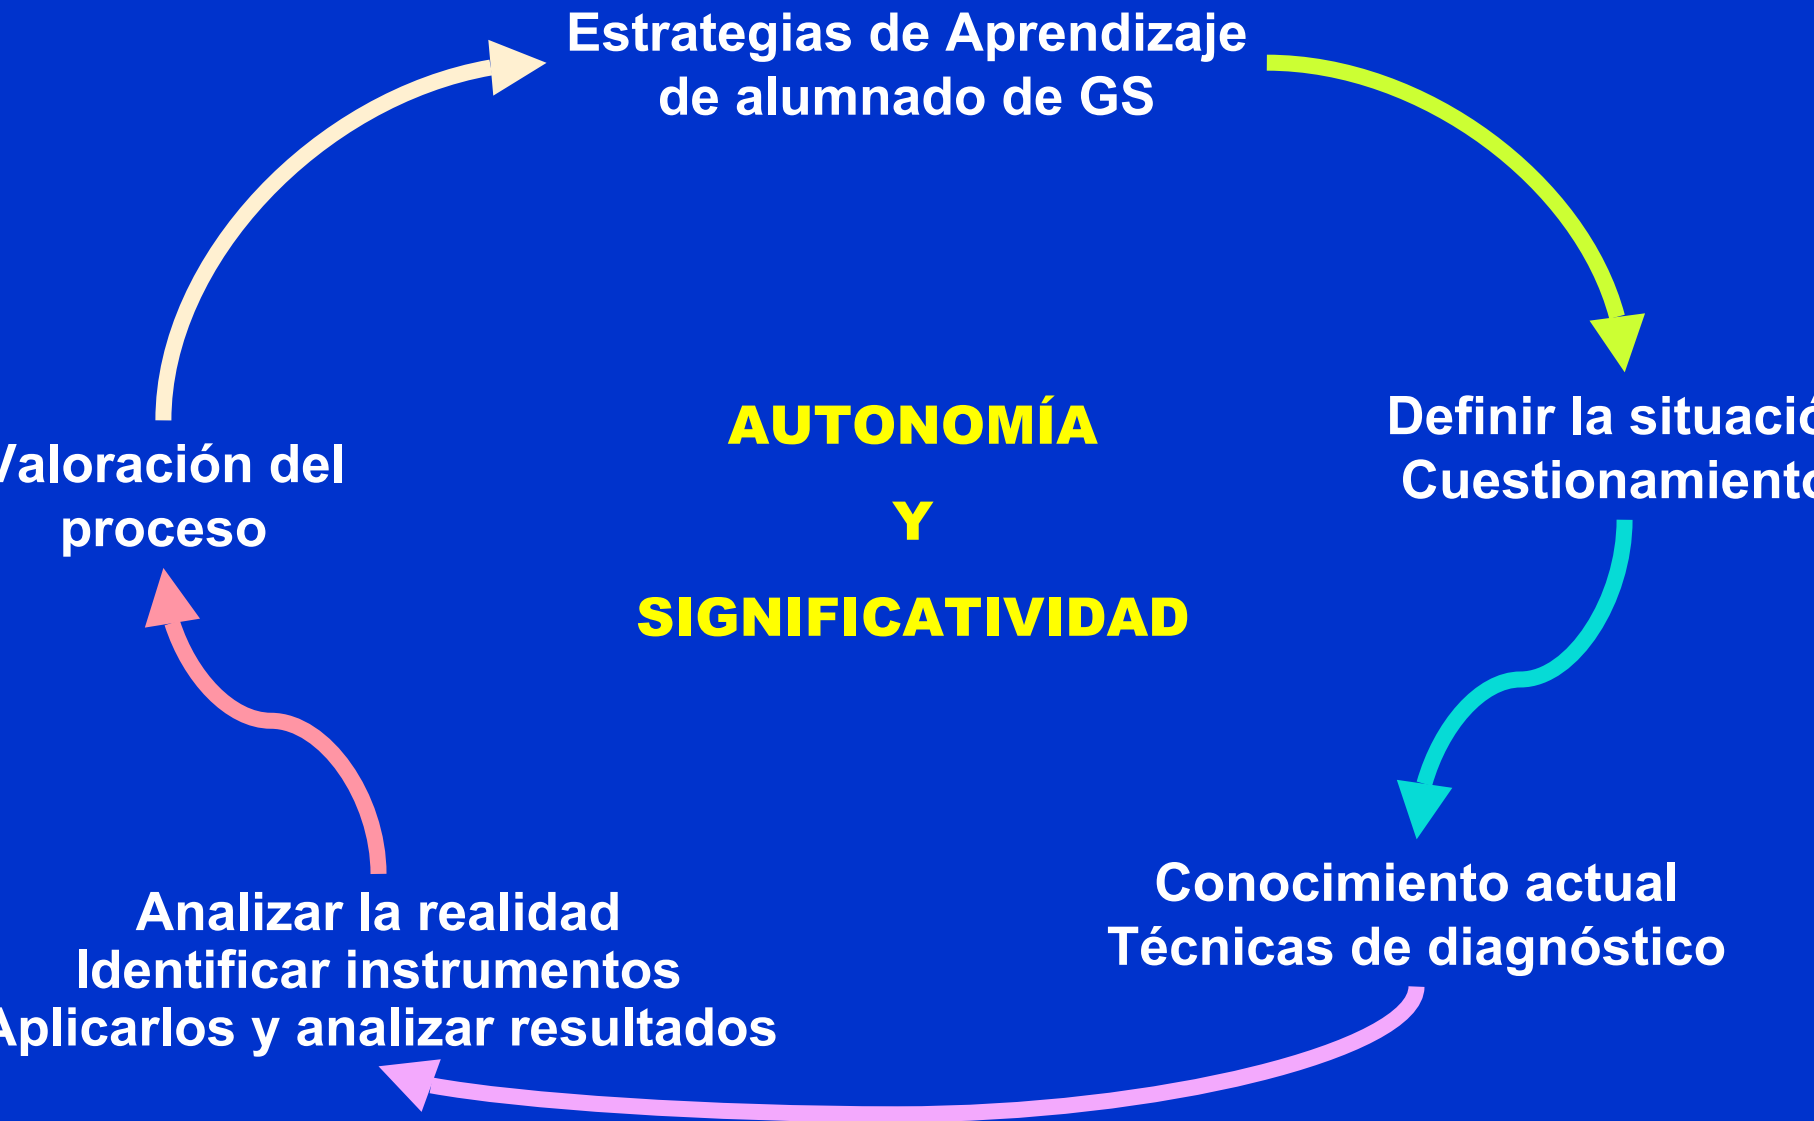 Estrategias de Aprendizaje
de alumnado de GS
Definir la situació
Cuestionamiento
Conocimiento actual
Técnicas de diagnóstico
Analizar la realidad
Identificar instrumentos
Aplicarlos y analizar resultados
Valoración del
proceso
AUTONOMÍA
Y
SIGNIFICATIVIDAD